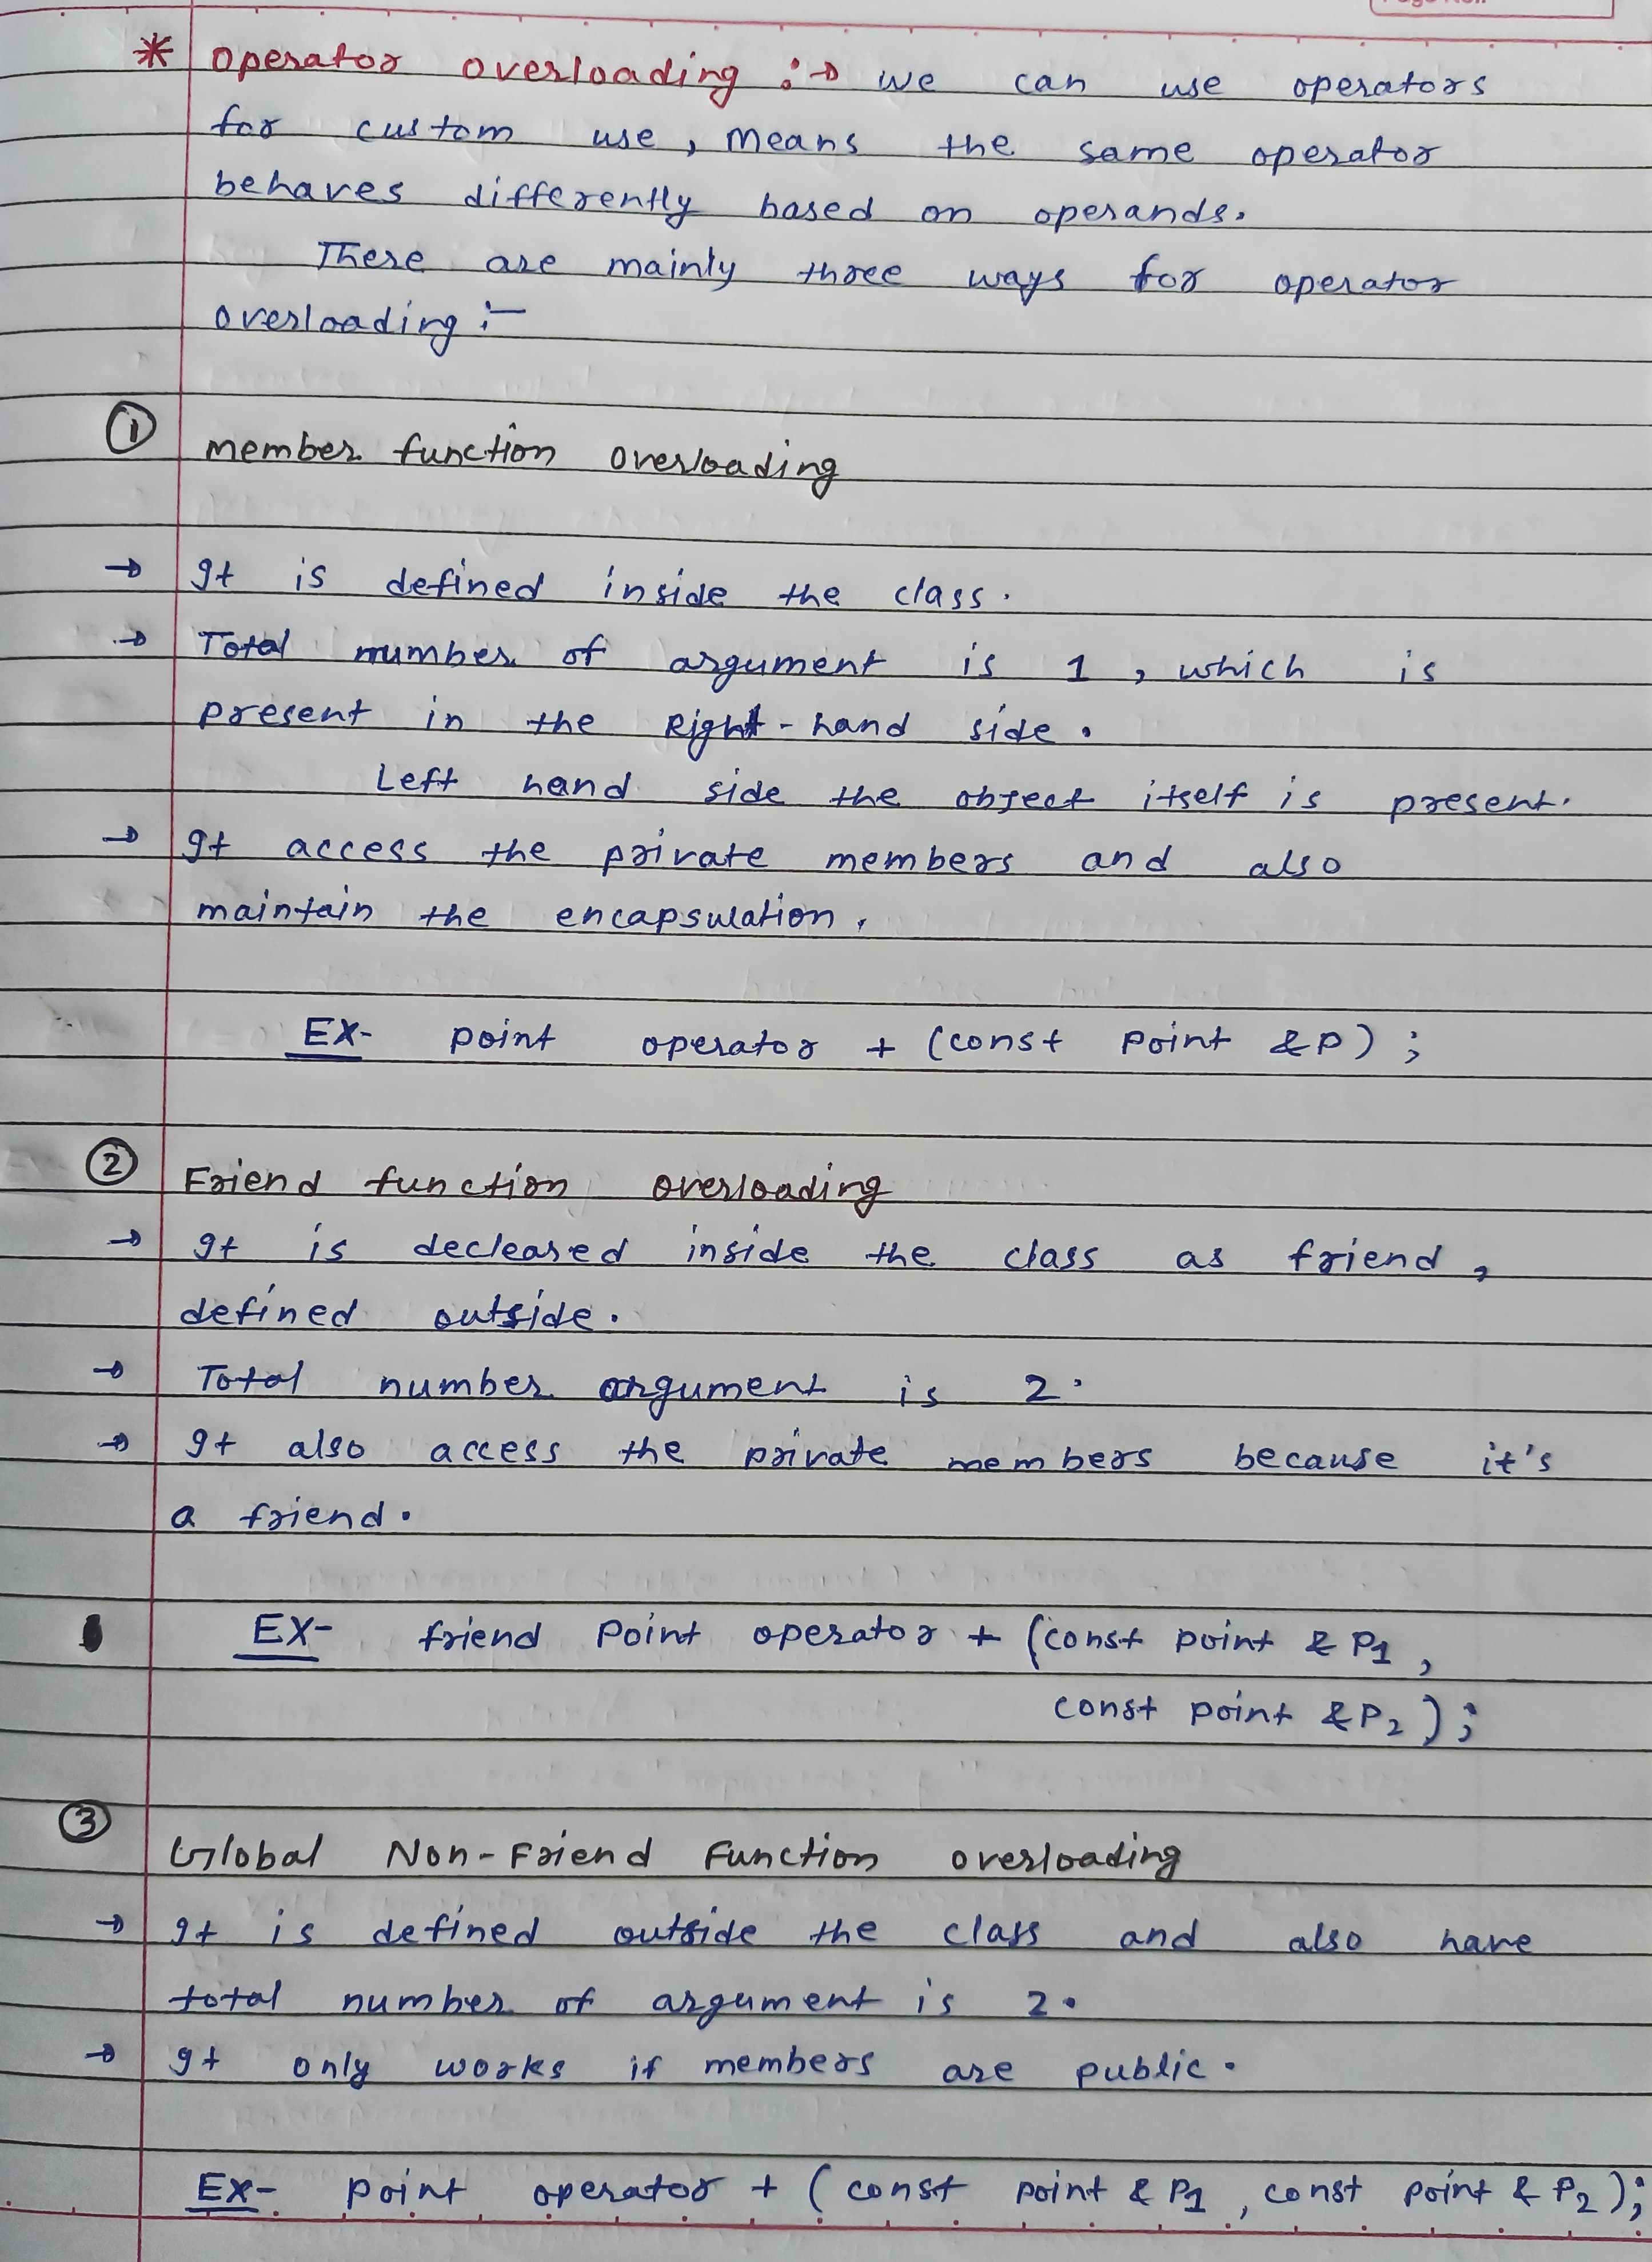 * Operator overloading :→ we can use operators
for custom use, means the same operator
behaves differently based on operands.
There are mainly three ways for operator
overloading :-
① member function overloading
→ It is defined inside the class.
→ Total number of argument is 1, which is
present in the Right-hand side.
Left hand side the object itself is present.
→ It access the private members and also
maintain the encapsulation.
EX- point operator + (const point &P) ;
② Friend function overloading
→ It is decleared inside the class as friend,
defined outside.
→ Total number argument is 2.
→ It also access the private members because it's
a friend.
EX- friend Point operator + (const point & P1,
const point &P2) ;
③ Global Non-Friend Function overloading
→ It is defined outside the class and also have
total number of argument is 2.
→ It only works if members are public.
EX- point operator + ( const point & P1, const point & P2);